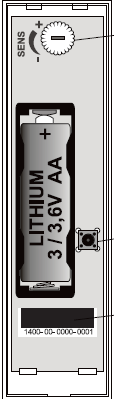 SENS
+
-
+
LITHIUM
3 / 3,6V AA
1400-00-0000-0001